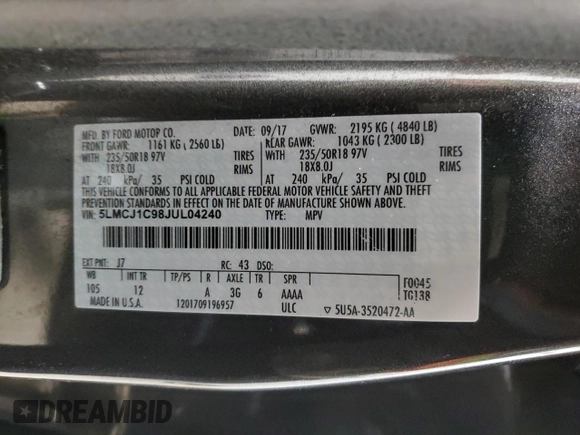 MFD. BY FORD MOTOR CO.
DATE: 09/17 GVWR: 2195 KG ( 4840 LB)
FRONT GAWR: 1161 KG ( 2560 LB) REAR GAWR: 1043 KG ( 2300 LB)
WITH 235/50R18 97V TIRES WITH 235/50R18 97V TIRES
18X8.0J RIMS 18X8.0J RIMS
AT 240 kPa/ 35 PSI COLD AT 240 kPa/ 35 PSI COLD
THIS VEHICLE CONFORMS TO ALL APPLICABLE FEDERAL MOTOR VEHICLE SAFETY AND THEFT
PREVENTION STANDARDS IN EFFECT ON THE DATE OF MANUFACTURE SHOWN ABOVE.
VIN: 5LMCJ1C98JUL04240 TYPE: MPV
EXT PNT: J7 RC: 43 DSO:
WB INT TR TP/PS R AXLE TR SPR
105 12 A 3G 6 AAAA
F0045
TG138
MADE IN U.S.A. 1201709196957 ULC ▽ 5U5A-3520472-AA
DREAMBID